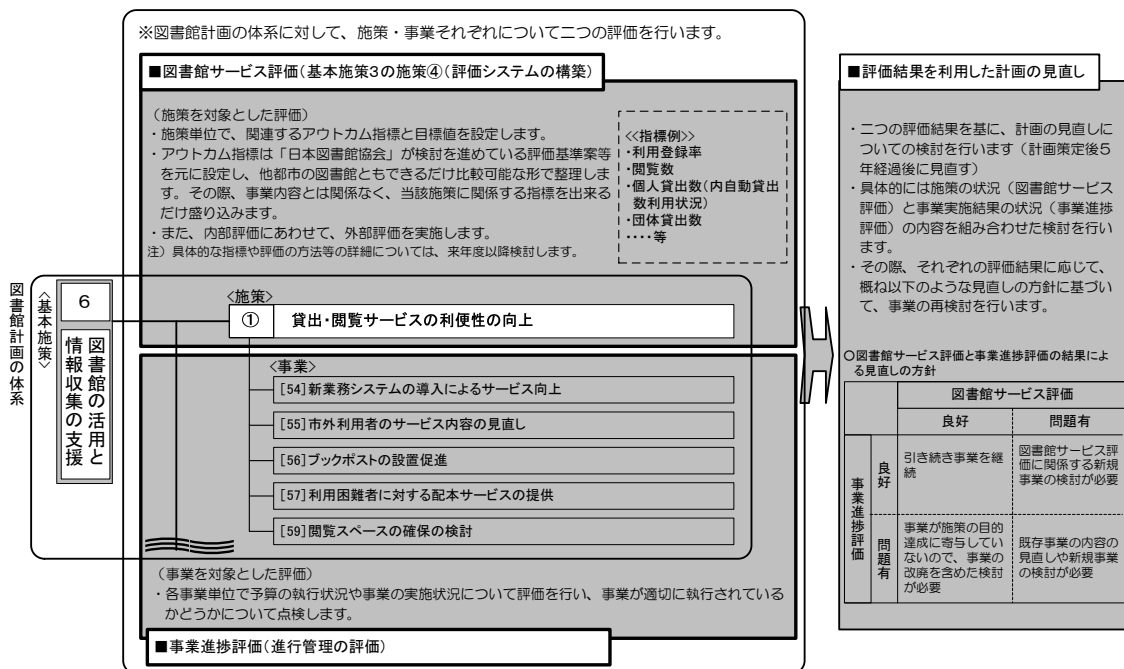 ※図書館計画の体系に対して、施策・事業それぞれについて二つの評価を行います。
■図書館サービス評価(基本施策3の施策④(評価システムの構築)
（施策を対象とした評価）
・施策単位で、関連するアウトカム指標と目標値を設定します。
・アウトカム指標は「日本図書館協会」が検討を進めている評価基準案等
を元に設定し、他都市の図書館ともできるだけ比較可能な形で整理しま
す。その際、事業内容とは関係なく、当該施策に関する指標を出来る
だけ盛り込みます。
・また、内部評価にあわせて、外部評価を実施します。
注）具体的な指標や評価の方法等の詳細については、来年度以降検討します。
<<指標例>>
・利用登録率
・閲覧数
・個人貸出数(内自動貸出
数利用状況)
・団体貸出数
・・・・等
図書館計画の体系
<基本施策>
6
図書館の活用と
情報収集の支援
<施策>
① 貸出・閲覧サービスの利便性の向上
<事業>
[54]新業務システムの導入によるサービス向上
[55]市外利用者のサービス内容の見直し
[56]ブックポストの設置促進
[57]利用困難者に対する配本サービスの提供
[59]閲覧スペースの確保の検討
（事業を対象とした評価）
・各事業単位で予算の執行状況や事業の実施状況について評価を行い、事業が適切に執行されている
かどうかについて点検します。
■事業進捗評価(進行管理の評価)
■評価結果を利用した計画の見直し
・二つの評価結果を基に、計画の見直しに
ついての検討を行います（計画策定後5
年経過後に見直す）
・具体的には施策の状況（図書館サービス
評価）と事業実施結果の状況（事業進捗
評価）の内容を組み合わせた検討を行い
ます。
・その際、それぞれの評価結果に応じて、
概ね以下のような見直しの方針に基づい
て、事業の再検討を行います。
○図書館サービス評価と事業進捗評価の結果によ
る見直しの方針
図書館サービス評価
良好
問題有
事業進捗評価
良好
引き続き事業を継
続
図書館サービス評
価に関係する新規
事業の検討が必要
問題有
事業が施策の目的
達成に寄与してい
ないので、事業の
改廃を含めた検討
が必要
既存事業の内容の
見直しや新規事業
の検討が必要